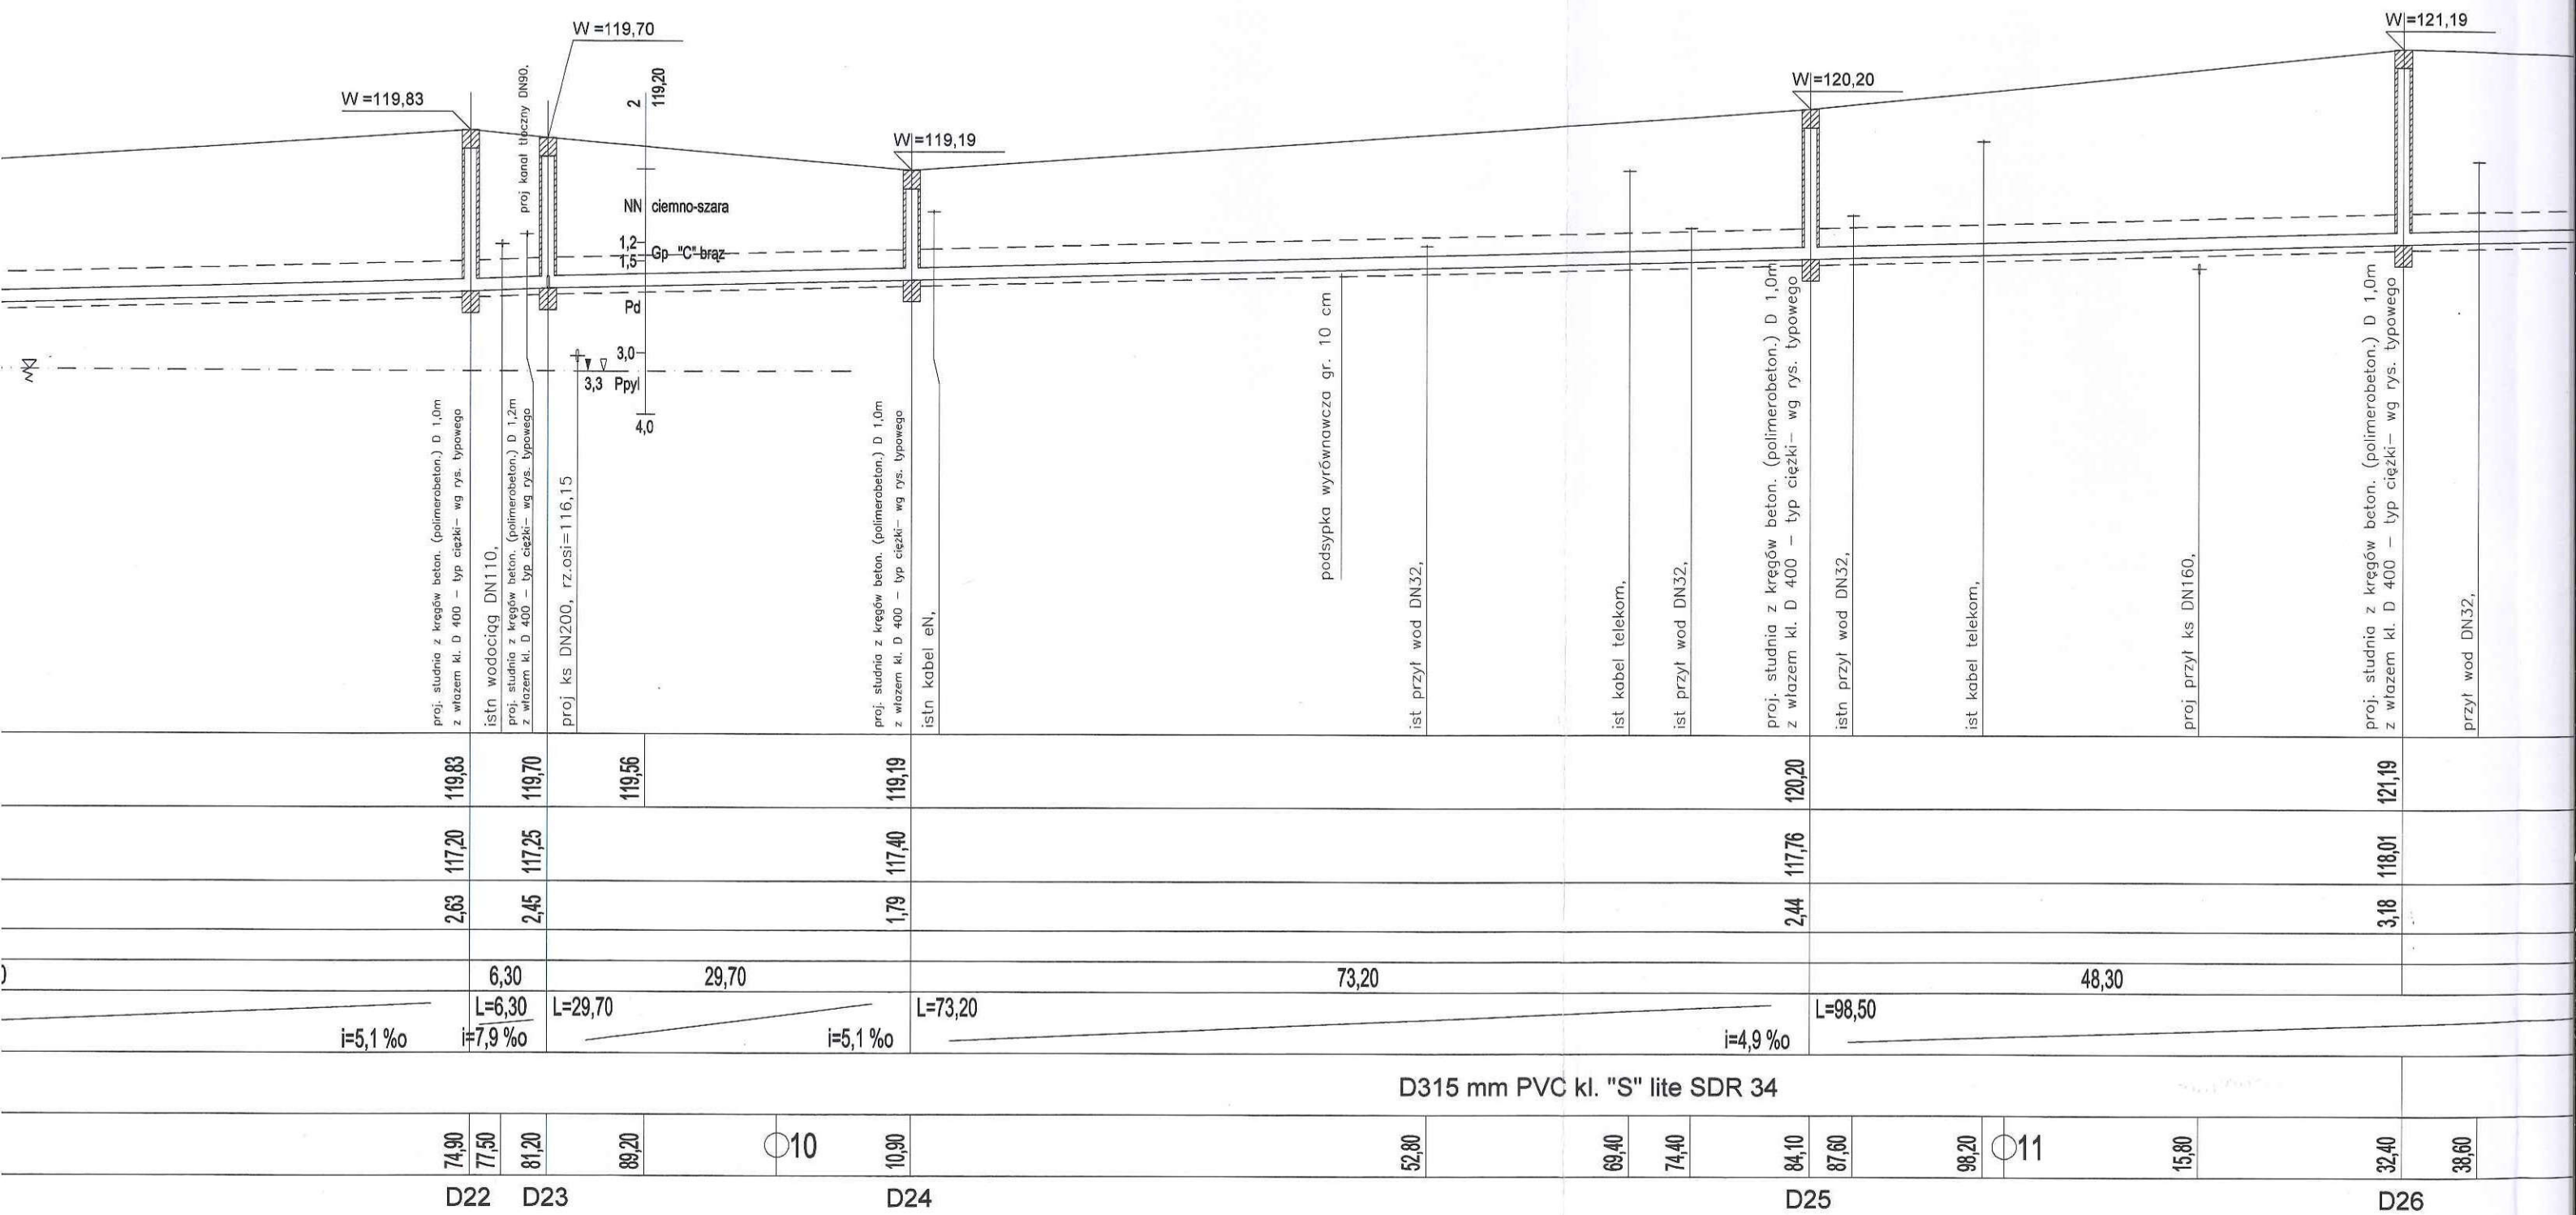 W =119,83
W =119,70
W =119,19
W =120,20
W =121,19
proj kanał tłoczny DN90,
2
119,20
NN ciemno-szara
1,2
1,5
Gp "C"-brąz
Pd
3,0
3,3 Ppyl
4,0
proj. studnia z kręgów beton. (polimerobeton.) D 1,0m
z włazem kl. D 400 – typ ciężki– wg rys. typowego
istn wodociąg DN110,
proj. studnia z kręgów beton. (polimerobeton.) D 1,2m
z włazem kl. D 400 – typ ciężki– wg rys. typowego
proj ks DN200, rz.osi=116,15
proj. studnia z kręgów beton. (polimerobeton.) D 1,0m
z włazem kl. D 400 – typ ciężki– wg rys. typowego
istn kabel eN,
podsypka wyrównawcza gr. 10 cm
ist przył wod DN32,
ist kabel telekom,
ist przył wod DN32,
proj. studnia z kręgów beton. (polimerobeton.) D 1,0m
z włazem kl. D 400 – typ ciężki– wg rys. typowego
istn przył wod DN32,
ist kabel telekom,
proj przył ks DN160,
proj. studnia z kręgów beton. (polimerobeton.) D 1,0m
z włazem kl. D 400 – typ ciężki– wg rys. typowego
przył wod DN32,
119,83 119,70 119,56 119,19 120,20 121,19
117,20 117,25 117,40 117,76 118,01
2,63 2,45 1,79 2,44 3,18
6,30 29,70 73,20 48,30
L=6,30 L=29,70 L=73,20 L=98,50
i=5,1 %o i=7,9 %o i=5,1 %o i=4,9 %o
D315 mm PVC kl. "S" lite SDR 34
74,90 77,50 81,20 89,20 10 10,90 52,80 69,40 74,40 84,10 87,60 98,20 11 15,80 32,40 38,60
D22 D23 D24 D25 D26